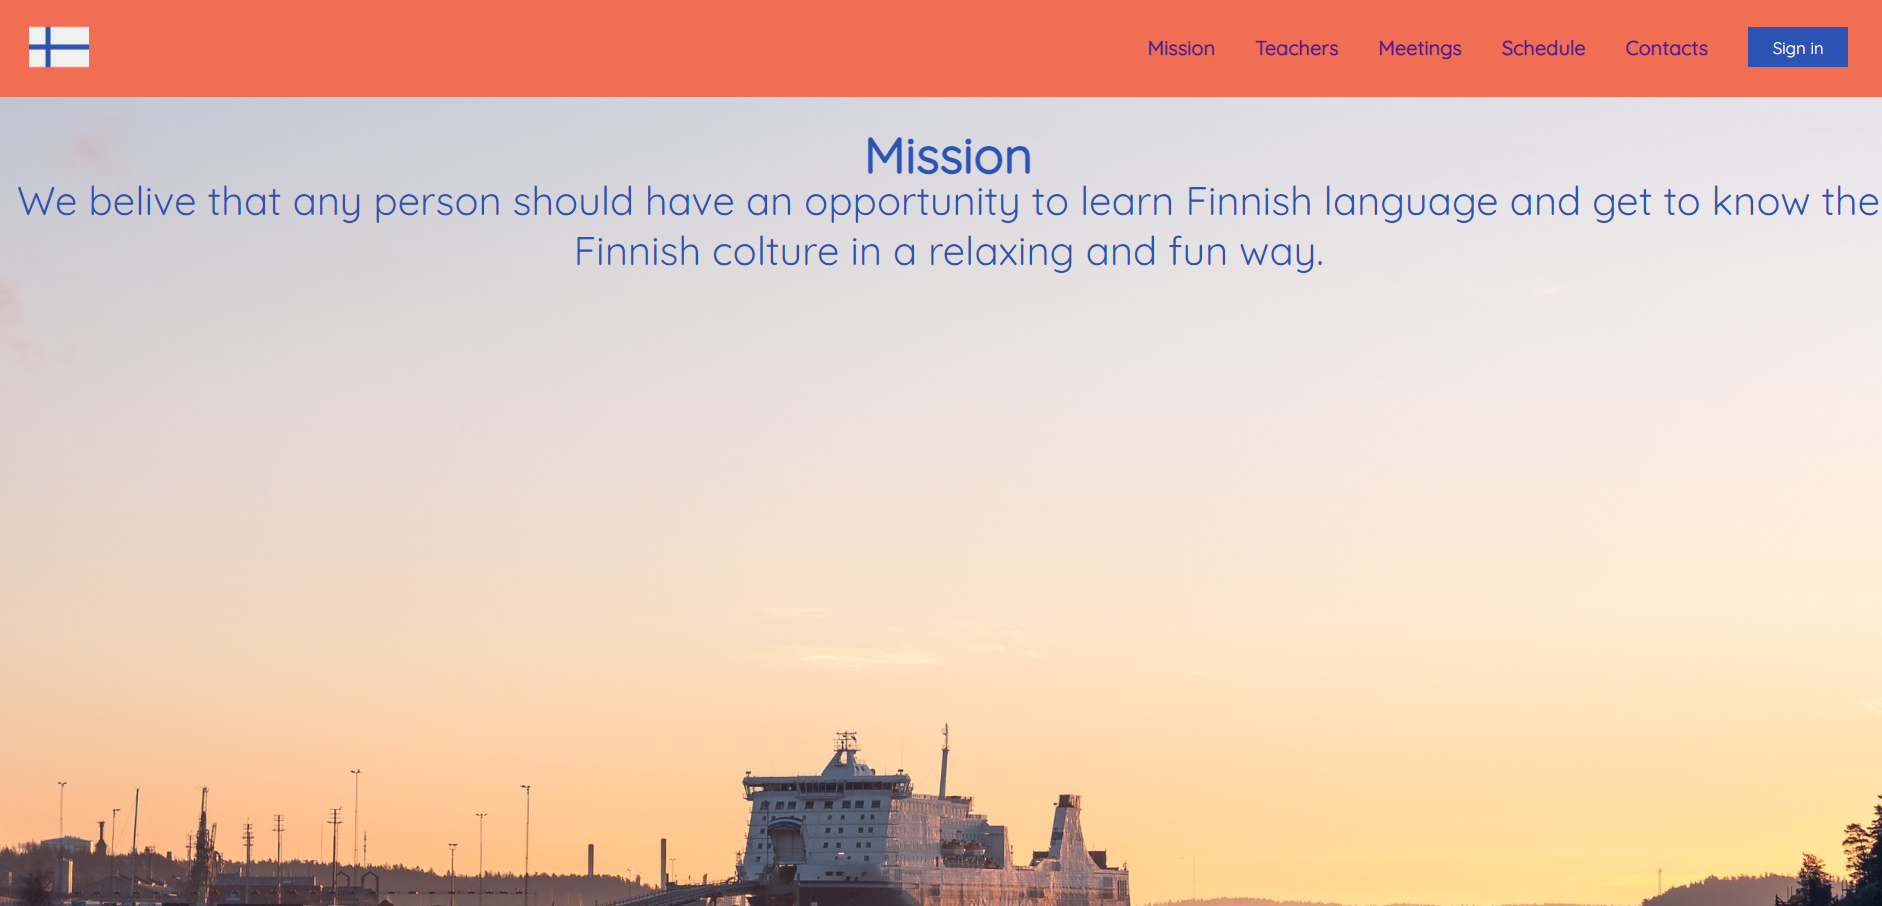 Mission Teachers Meetings Schedule Contacts Sign in
Mission
We belive that any person should have an opportunity to learn Finnish language and get to know the
Finnish colture in a relaxing and fun way.